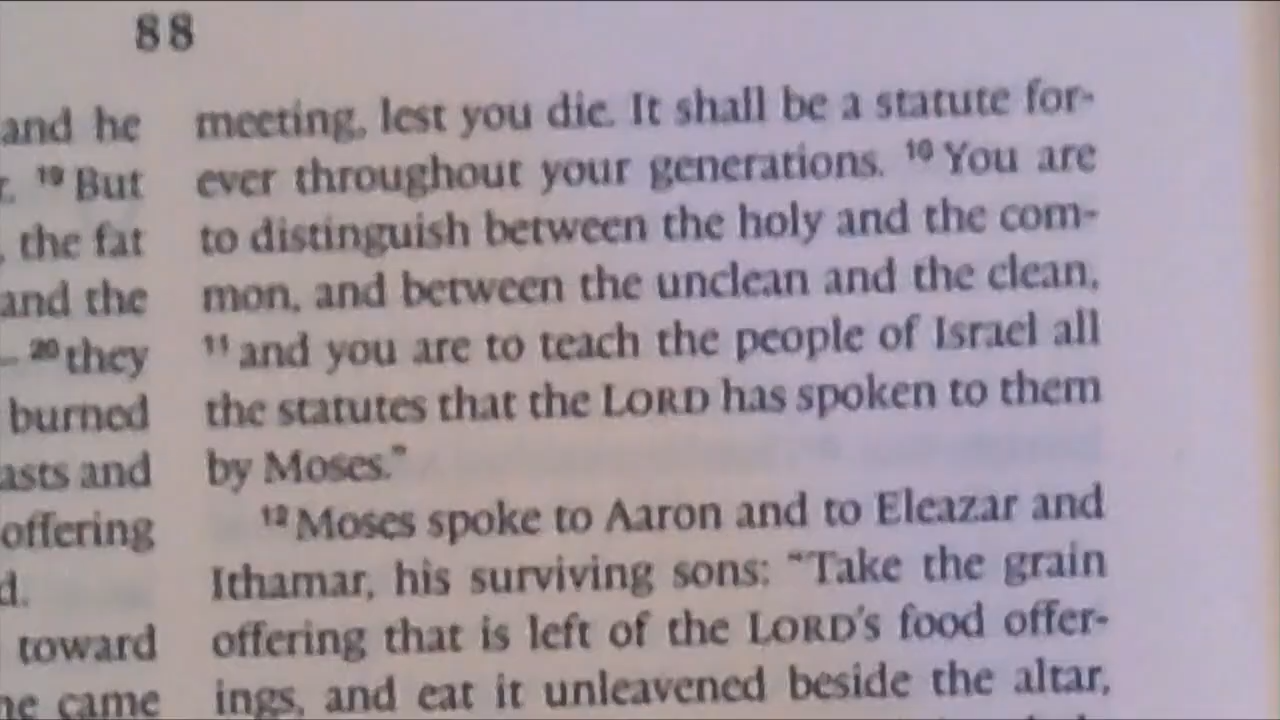 88
and he
r. 19 But
, the fat
and the
— 20 they
burned
asts and
offering
d.
toward
he came
meeting, lest you die. It shall be a statute for-
ever throughout your generations. 10 You are
to distinguish between the holy and the com-
mon, and between the unclean and the clean,
11 and you are to teach the people of Israel all
the statutes that the LORD has spoken to them
by Moses.”
12 Moses spoke to Aaron and to Eleazar and
Ithamar, his surviving sons: “Take the grain
offering that is left of the LORD’s food offer-
ings, and eat it unleavened beside the altar,